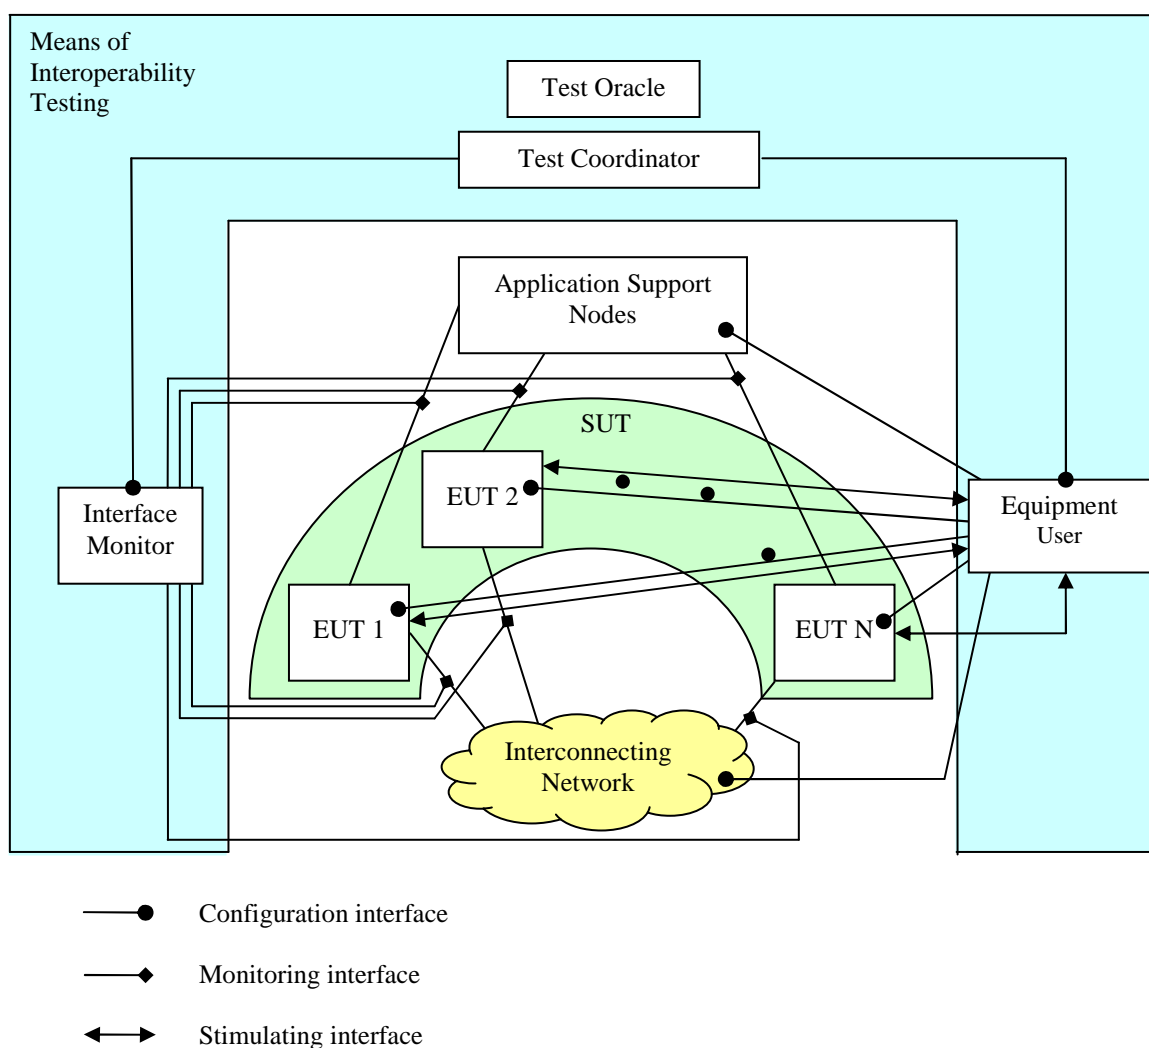 Means of
Interoperability
Testing
Test Oracle
Test Coordinator
Application Support
Nodes
SUT
EUT 2
Interface
Monitor
Equipment
User
EUT 1
EUT N
Interconnecting
Network
Configuration interface
Monitoring interface
Stimulating interface